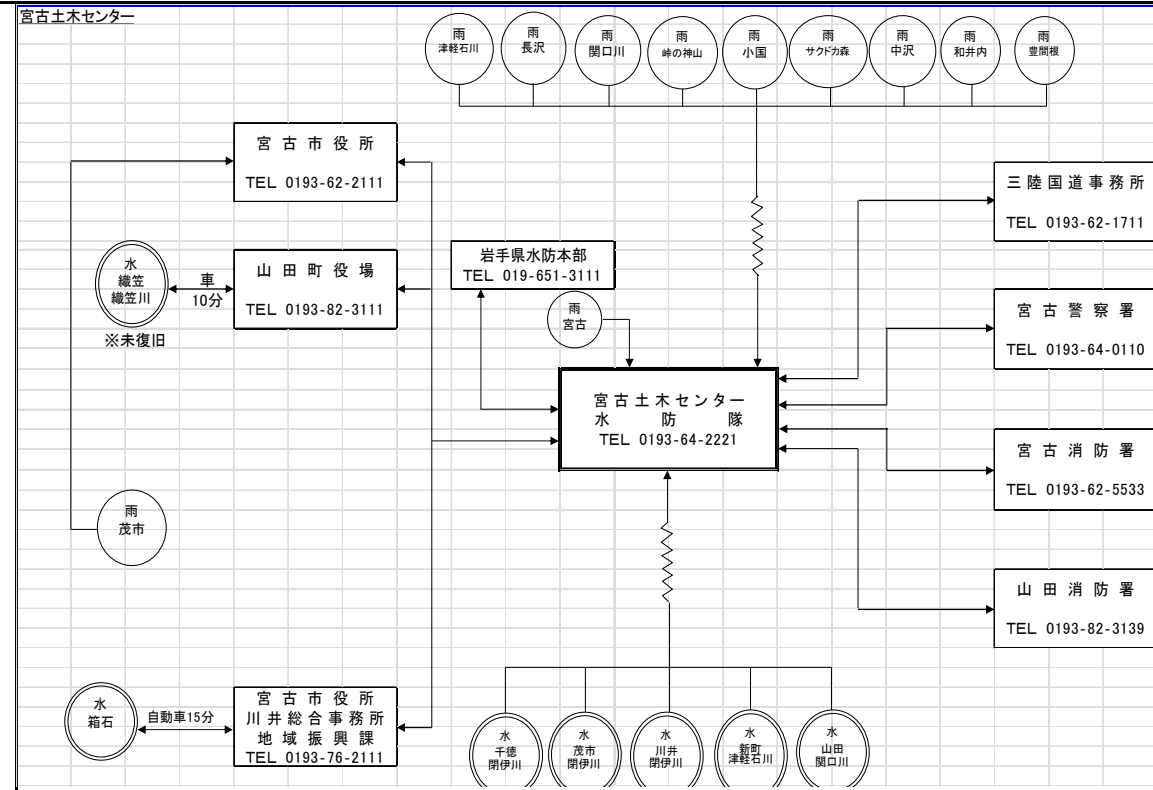 宮古土木センター
雨
津軽石川
雨
長沢
雨
関口川
雨
峠の神山
雨
小国
雨
サクドカ森
雨
中沢
雨
和井内
雨
豊間根
宮古市役所
TEL 0193-62-2111
三陸国道事務所
TEL 0193-62-1711
水
織笠
織笠川
※未復旧
車
10分
山田町役場
TEL 0193-82-3111
岩手県水防本部
TEL 019-651-3111
雨
宮古
宮古警察署
TEL 0193-64-0110
宮古土木センター
水防隊
TEL 0193-64-2221
宮古消防署
TEL 0193-62-5533
雨
茂市
山田消防署
TEL 0193-82-3139
水
箱石
自動車15分
宮古市役所
川井総合事務所
地域振興課
TEL 0193-76-2111
水
千徳
閉伊川
水
茂市
閉伊川
水
川井
閉伊川
水
新町
津軽石川
水
山田
関口川